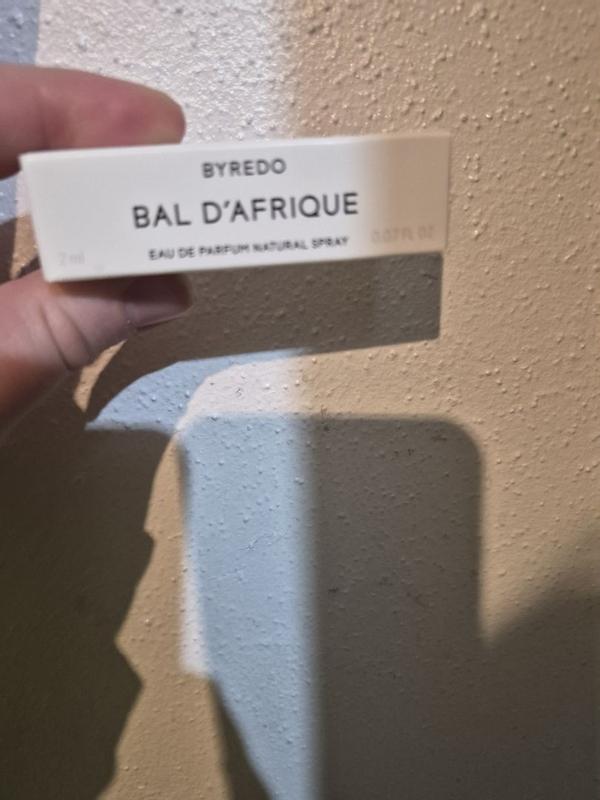 BYREDO
BAL D'AFRIQUE
EAU DE PARFUM NATURAL SPRAY
2 ml
0.07 FL OZ